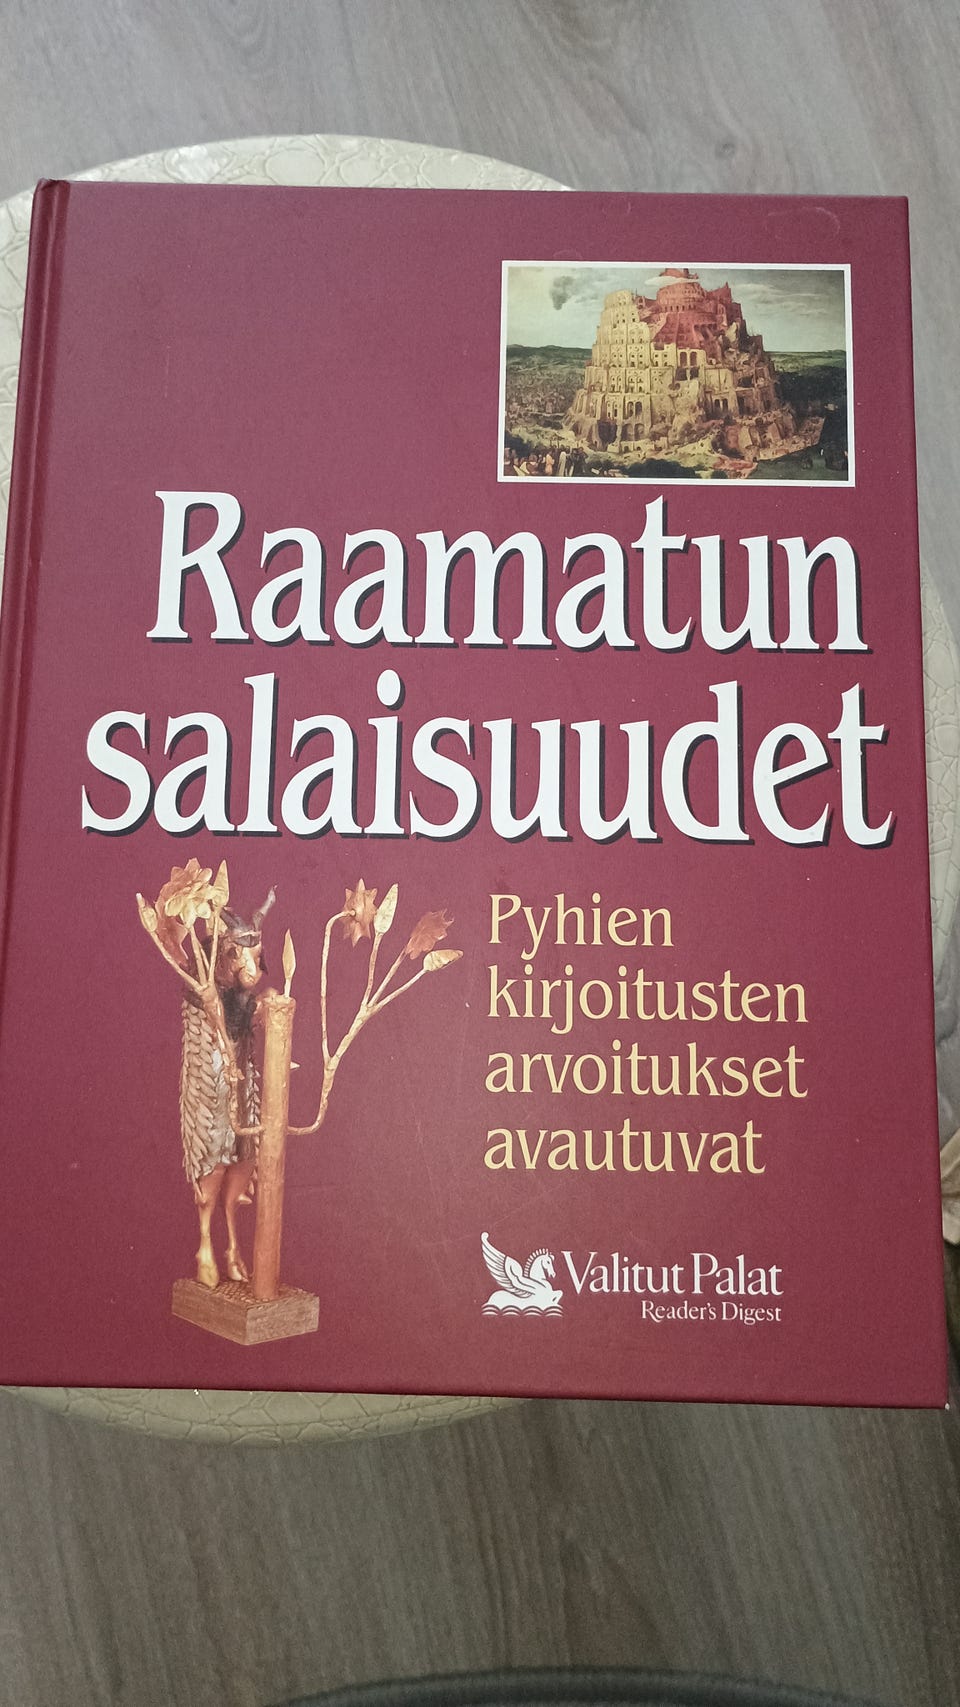 Raamatun
salaisuudet
Pyhien
kirjoitusten
arvoitukset
avautuvat
Valitut Palat
Reader's Digest